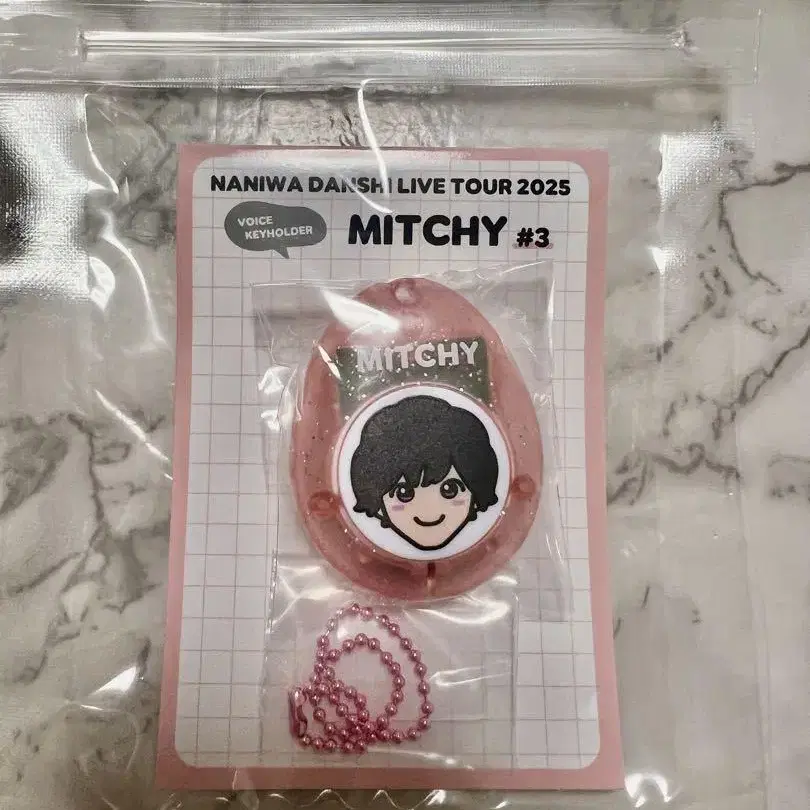 NANIWA DANSHI LIVE TOUR 2025
VOICE
KEYHOLDER
MITCHY #3
MITCHY